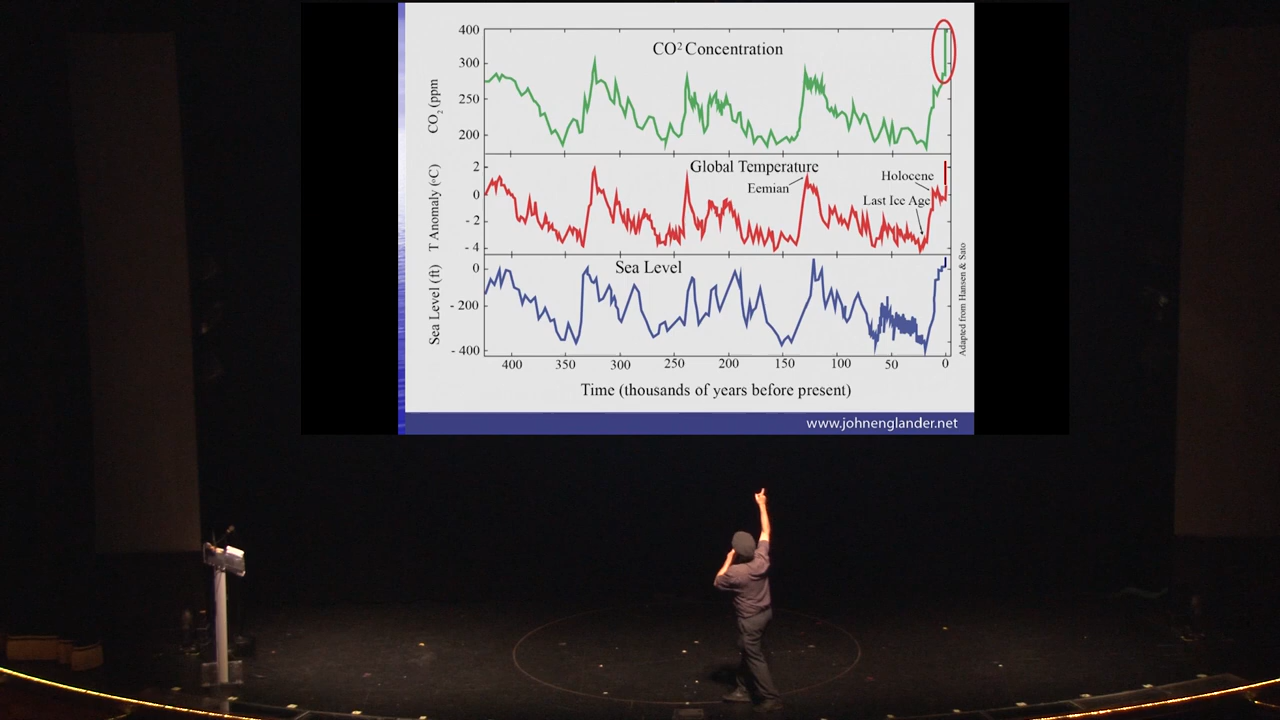 CO² Concentration
CO₂ (ppm
400
300
250
200
Global Temperature
Eemian
Holocene
Last Ice Age
T Anomaly (°C)
2
0
- 2
- 4
Sea Level
Sea Level (ft)
0
- 200
- 400
400 350 300 250 200 150 100 50 0
Time (thousands of years before present)
Adapted from Hansen & Sato
www.johnenglander.net